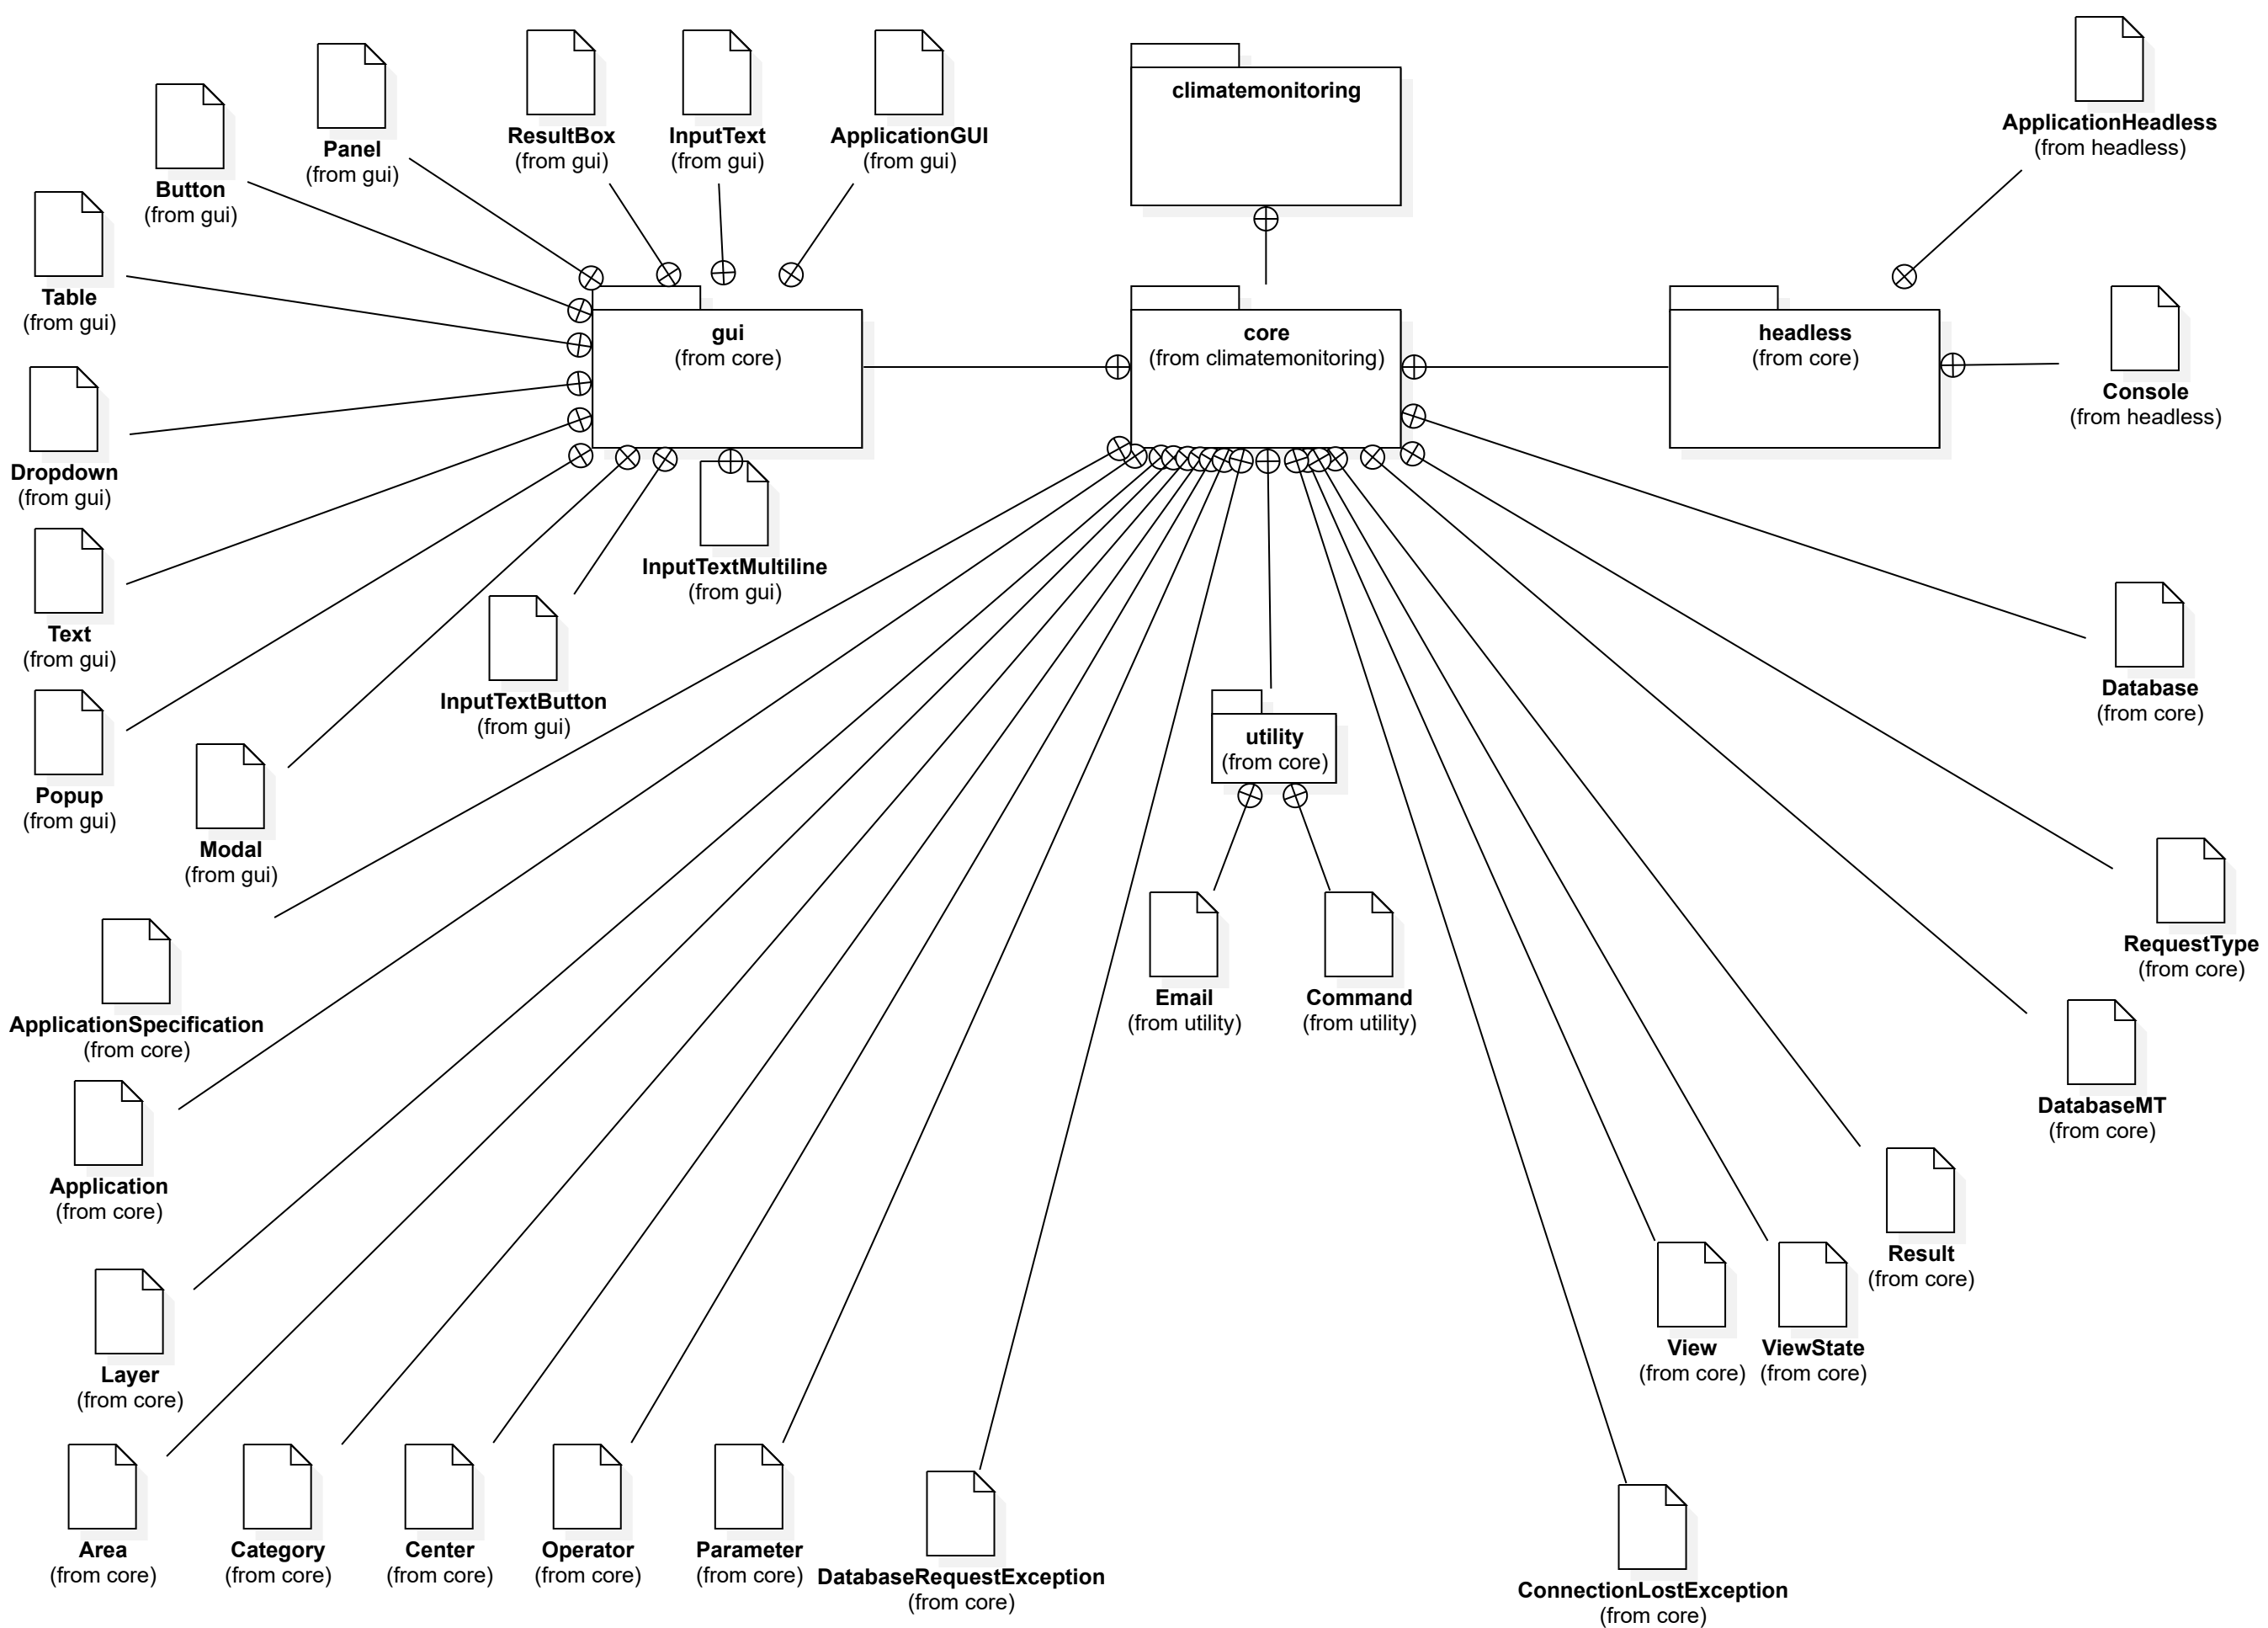 climatemonitoring
ApplicationHeadless
(from headless)
ResultBox
(from gui)
InputText
(from gui)
ApplicationGUI
(from gui)
Panel
(from gui)
Button
(from gui)
Table
(from gui)
gui
(from core)
core
(from climatemonitoring)
headless
(from core)
Console
(from headless)
Dropdown
(from gui)
InputTextMultiline
(from gui)
Text
(from gui)
InputTextButton
(from gui)
Database
(from core)
utility
(from core)
Popup
(from gui)
Modal
(from gui)
RequestType
(from core)
Email
(from utility)
Command
(from utility)
ApplicationSpecification
(from core)
DatabaseMT
(from core)
Application
(from core)
Result
(from core)
View
(from core)
ViewState
(from core)
Layer
(from core)
Area
(from core)
Category
(from core)
Center
(from core)
Operator
(from core)
Parameter
(from core)
DatabaseRequestException
(from core)
ConnectionLostException
(from core)